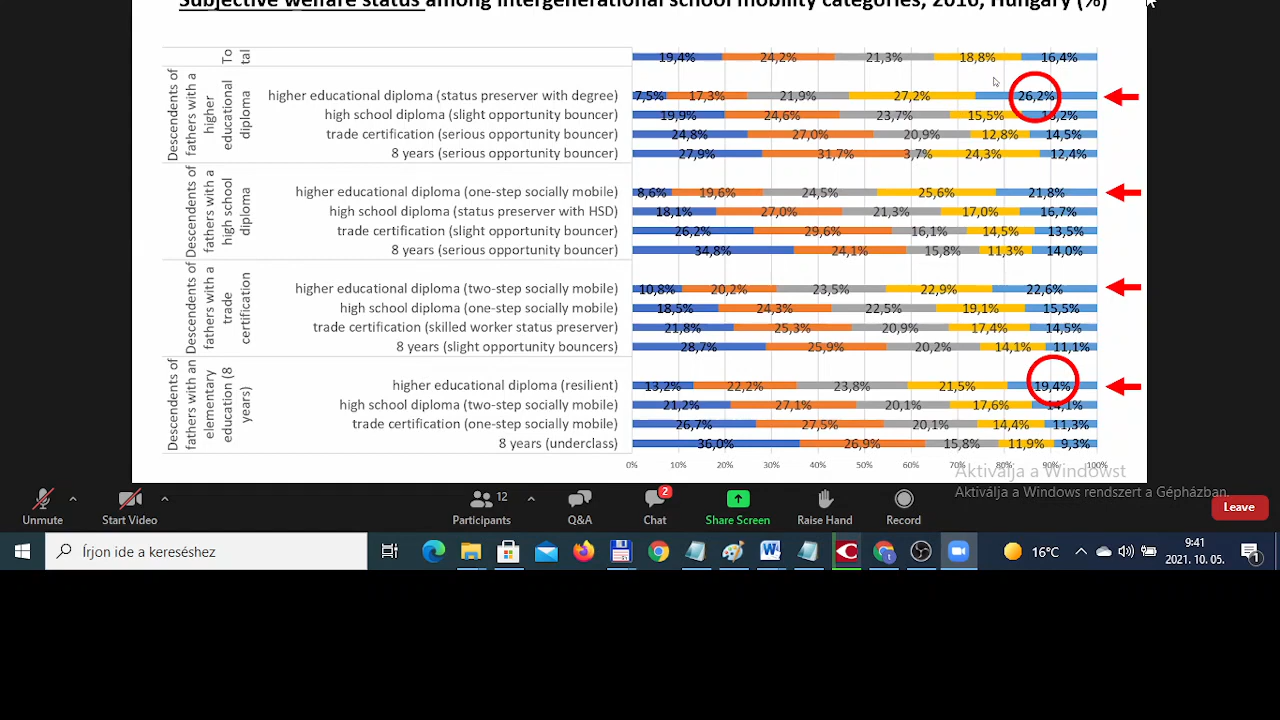 Subjective welfare status among intergenerational school mobility categories, 2016, Hungary (%)
To
tal
19,4% 24,2% 21,3% 18,8% 16,4%
Descendents of
fathers with a
higher
educational
diploma
higher educational diploma (status preserver with degree) 7,5% 17,3% 21,9% 27,2% 26,2%
high school diploma (slight opportunity bouncer) 19,9% 24,6% 23,7% 15,5% 16,2%
trade certification (serious opportunity bouncer) 24,8% 27,0% 20,9% 12,8% 14,5%
8 years (serious opportunity bouncer) 27,9% 31,7% 3,7% 24,3% 12,4%
Descendents of
fathers with a
high school
diploma
higher educational diploma (one-step socially mobile) 8,6% 19,6% 24,5% 25,6% 21,8%
high school diploma (status preserver with HSD) 18,1% 27,0% 21,3% 17,0% 16,7%
trade certification (slight opportunity bouncer) 26,2% 29,6% 16,1% 14,5% 13,5%
8 years (serious opportunity bouncer) 34,8% 24,1% 15,8% 11,3% 14,0%
Descendents of
fathers with a
trade
certification
higher educational diploma (two-step socially mobile) 10,8% 20,2% 23,5% 22,9% 22,6%
high school diploma (one-step socially mobile) 18,5% 24,3% 22,5% 19,1% 15,5%
trade certification (skilled worker status preserver) 21,8% 25,3% 20,9% 17,4% 14,5%
8 years (slight opportunity bouncers) 28,7% 25,9% 20,2% 14,1% 11,1%
Descendents of
fathers with an
elementary
education (8
years)
higher educational diploma (resilient) 13,2% 22,2% 23,8% 21,5% 19,4%
high school diploma (two-step socially mobile) 21,2% 27,1% 20,1% 17,6% 14,1%
trade certification (one-step socially mobile) 26,7% 27,5% 20,1% 14,4% 11,3%
8 years (underclass) 36,0% 26,9% 15,8% 11,9% 9,3%
0% 10% 20% 30% 40% 50% 60% 70% 80% 90% 100%
Aktiválja a Windowst
Aktiválja a Windows rendszert a Gépházban.
Unmute Start Video Participants 12 Q&A Chat 2 Share Screen Raise Hand Record Leave
Írjon ide a kereséshez
16°C
9:41
2021. 10. 05.
1